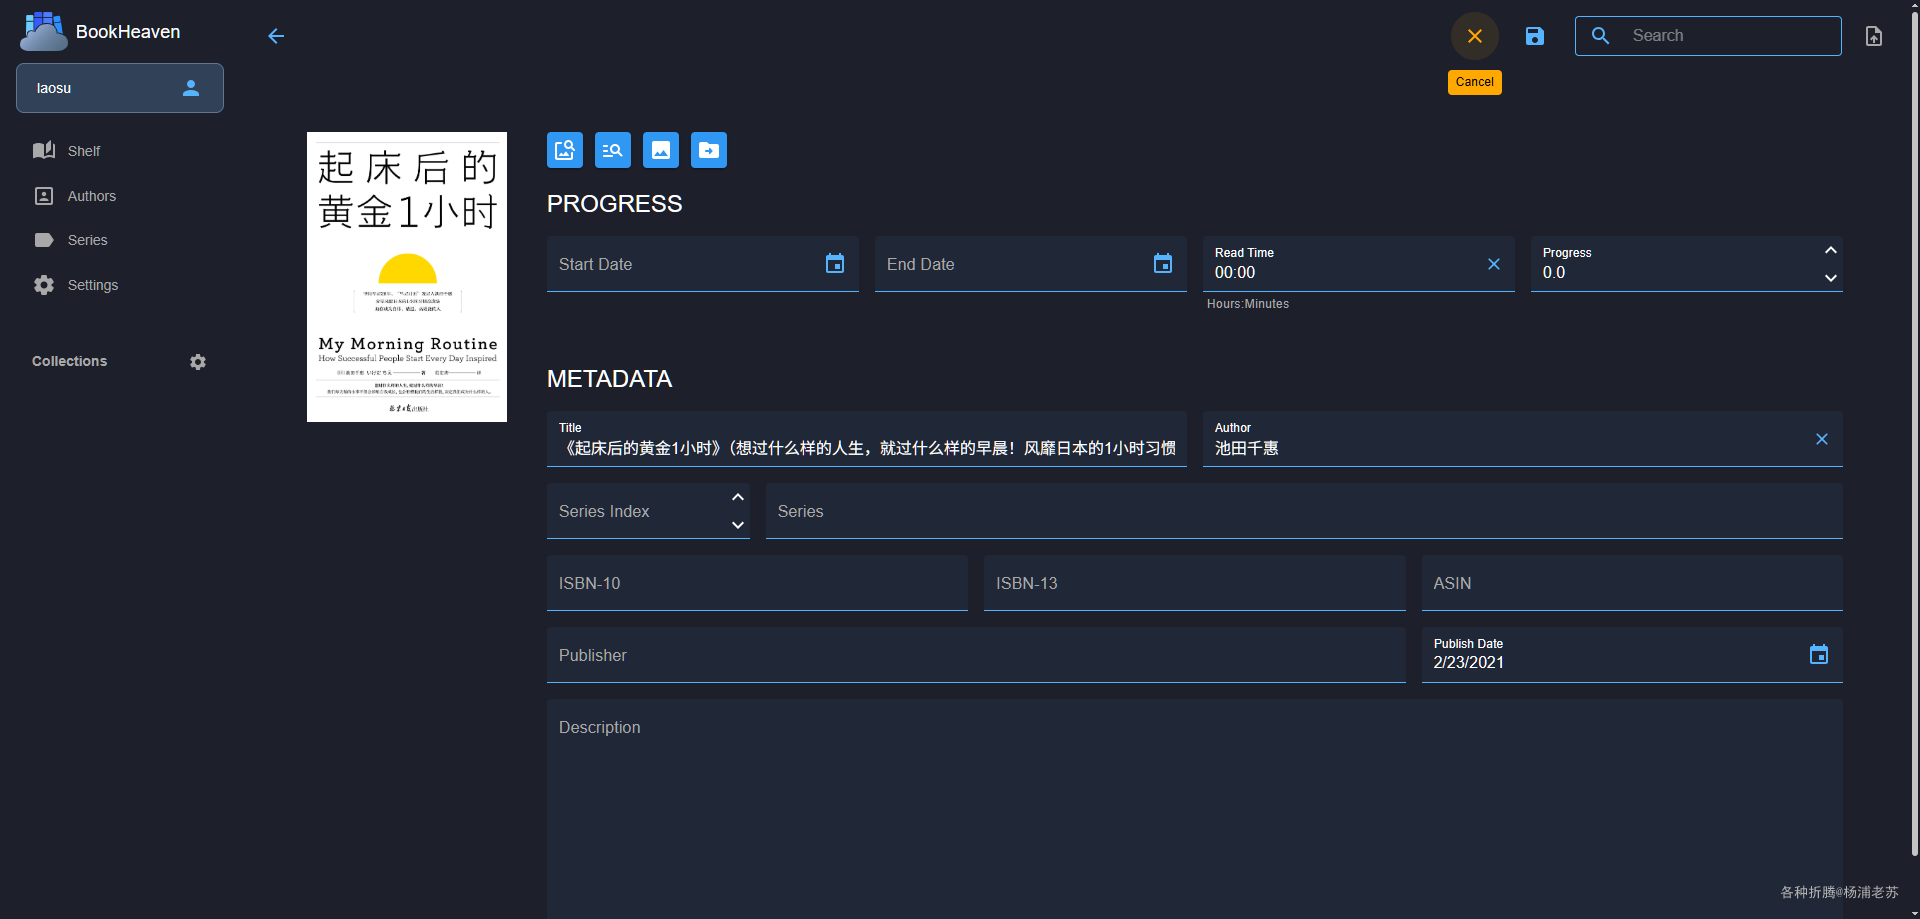 BookHeaven
Search
Cancel
laosu
Shelf
Authors
Series
Settings
Collections
起床后的
黄金1小时
My Morning Routine
How Successful People Start Every Day Inspired
PROGRESS
Start Date
End Date
Read Time
00:00
Hours:Minutes
Progress
0.0
METADATA
Title
《起床后的黄金1小时》（想过什么样的人生，就过什么样的早晨！风靡日本的1小时习惯
Author
池田千惠
Series Index
Series
ISBN-10
ISBN-13
ASIN
Publisher
Publish Date
2/23/2021
Description
各种折腾@杨浦老苏